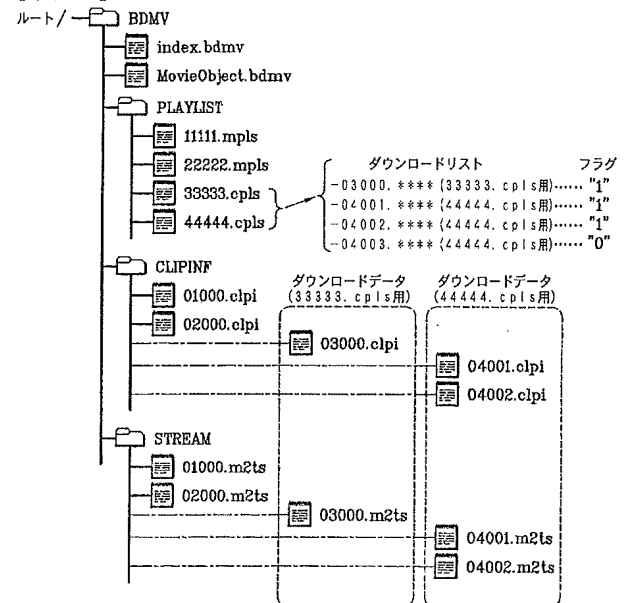 ルート/
BDMV
index.bdmv
MovieObject.bdmv
PLAYLIST
11111.mpls
22222.mpls
33333.cpls
44444.cpls
ダウンロードリスト フラグ
-03000.****(33333.cpls用)…… "1"
-04001.****(44444.cpls用)…… "1"
-04002.****(44444.cpls用)…… "1"
-04003.****(44444.cpls用)…… "0"
CLIPINF
01000.clpi
02000.clpi
ダウンロードデータ
(33333.cpls用)
ダウンロードデータ
(44444.cpls用)
03000.clpi
04001.clpi
04002.clpi
STREAM
01000.m2ts
02000.m2ts
03000.m2ts
04001.m2ts
04002.m2ts